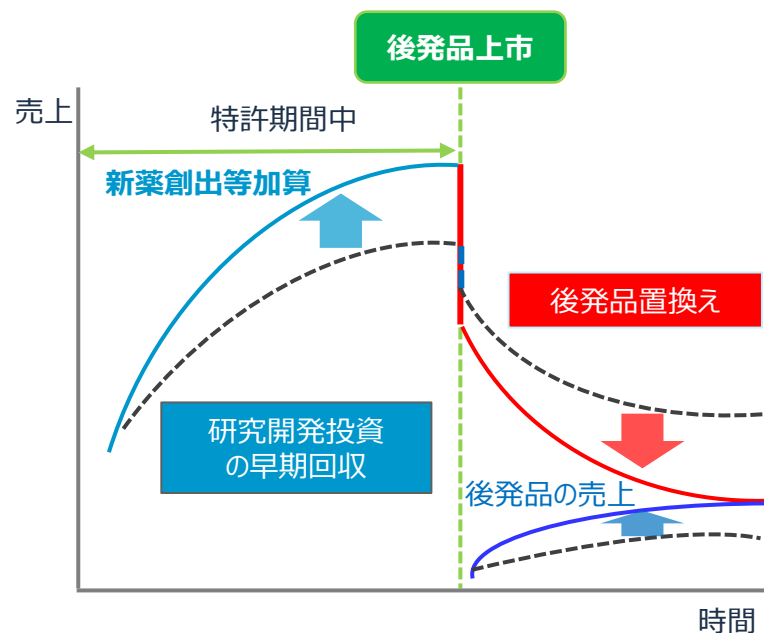 後発品上市
売上
特許期間中
新薬創出等加算
後発品置換え
研究開発投資
の早期回収
後発品の売上
時間